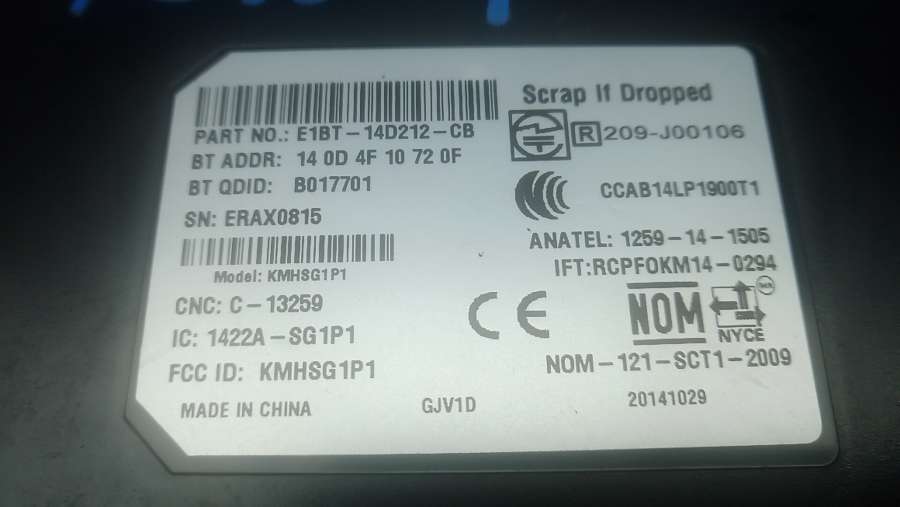 Scrap If Dropped
PART NO.: E1BT-14D212-CB
R 209-J00106
BT ADDR: 14 0D 4F 10 72 0F
BT QDID: B017701
CCAB14LP1900T1
SN: ERAX0815
ANATEL: 1259-14-1505
Model: KMHSG1P1
IFT:RCPFOKM14-0294
CNC: C-13259
CE
NOM
NYCE
IC: 1422A-SG1P1
NOM-121-SCT1-2009
FCC ID: KMHSG1P1
MADE IN CHINA
GJV1D
20141029